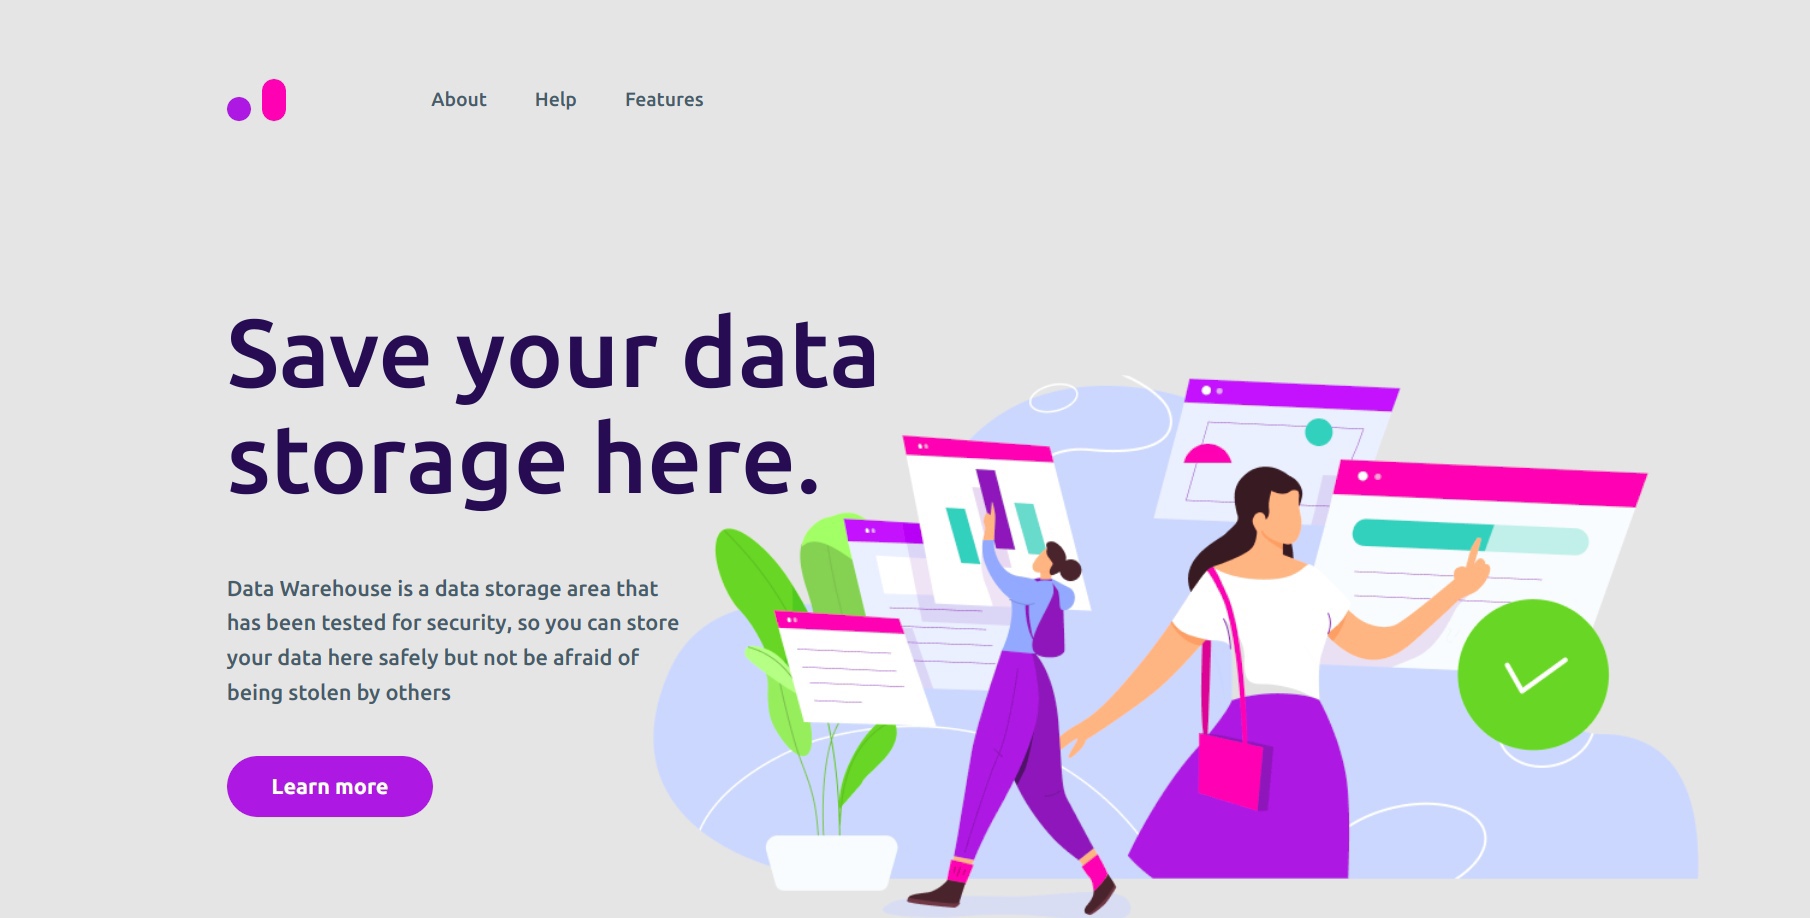 About Help Features
Save your data
storage here.
Data Warehouse is a data storage area that
has been tested for security, so you can store
your data here safely but not be afraid of
being stolen by others
Learn more